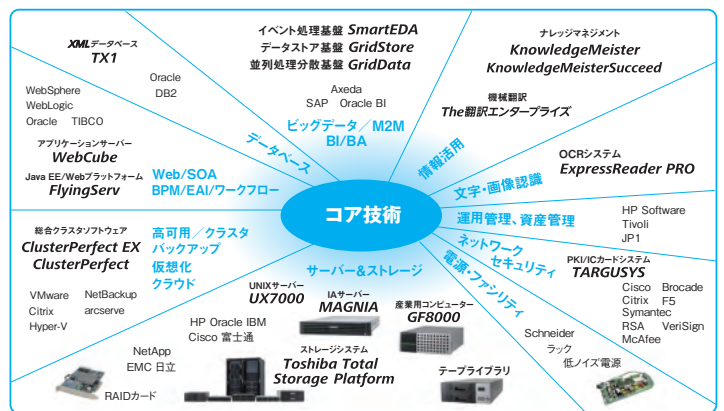 XMLデータベース
TX1
Oracle
DB2
データベース
イベント処理基盤 SmartEDA
データストア基盤 GridStore
並列処理分散基盤 GridData
Axeda
SAP Oracle BI
ビッグデータ／M2M
BI/BA
ナレッジマネジメント
KnowledgeMeister
KnowledgeMeisterSucceed
機械翻訳
The翻訳エンタープライズ
情報活用
WebSphere
WebLogic
Oracle TIBCO
アプリケーションサーバー
WebCube
Java EE/Webプラットフォーム
FlyingServ
Web/SOA
BPM/EAI/ワークフロー
コア技術
OCRシステム
ExpressReader PRO
文字・画像認識
運用管理、資産管理
HP Software
Tivoli
JP1
総合クラスタソフトウェア
ClusterPerfect EX
ClusterPerfect
高可用／クラスタ
バックアップ
仮想化
クラウド
VMware
Citrix
Hyper-V
NetBackup
arcserve
ネットワーク
セキュリティ
PKI/ICカードシステム
TARGUSYS
Cisco Brocade
Citrix F5
Symantec
RSA VeriSign
McAfee
サーバー&ストレージ
UNIXサーバー
UX7000
IAサーバー
MAGNIA
産業用コンピューター
GF8000
HP Oracle IBM
Cisco 富士通
NetApp
EMC 日立
RAIDカード
ストレージシステム
Toshiba Total
Storage Platform
テープライブラリ
電源・ファシリティ
Schneider
ラック
低ノイズ電源